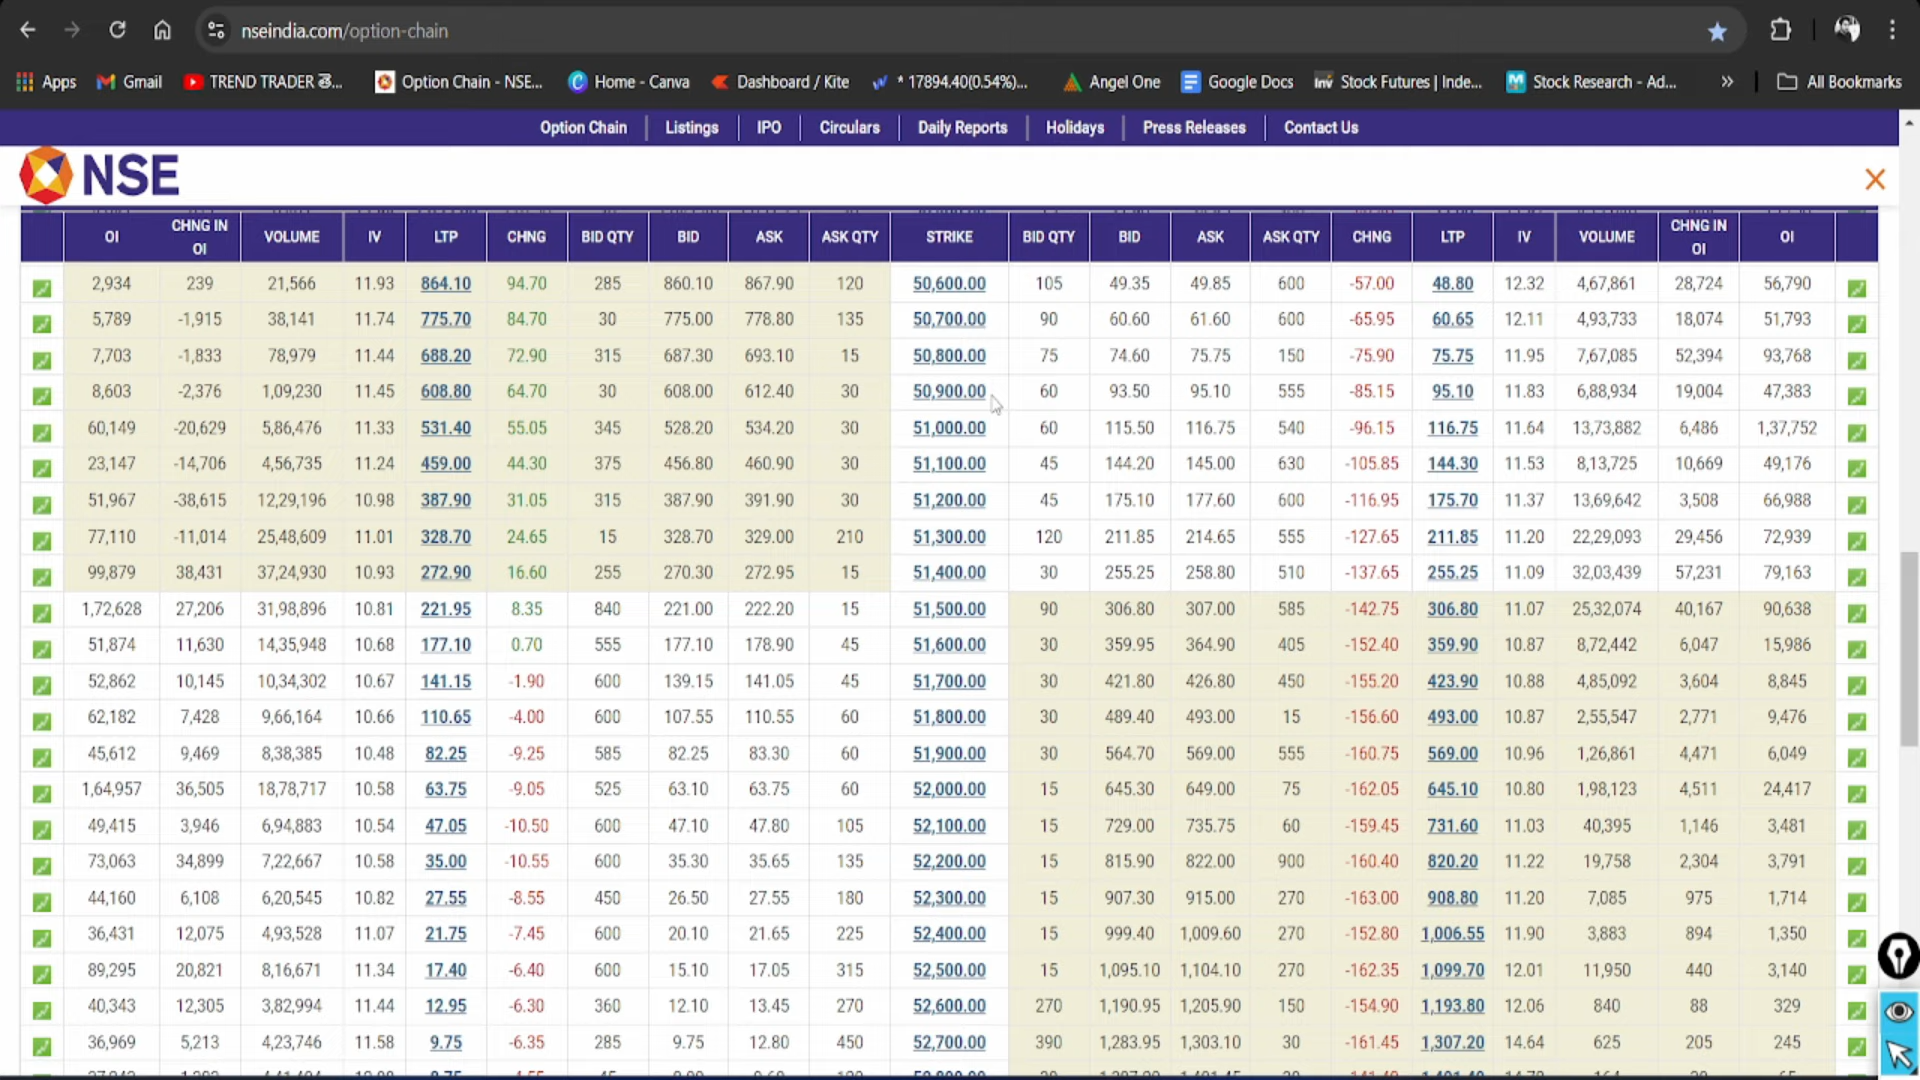 nseindia.com/option-chain
Apps Gmail TREND TRADER తె... Option Chain - NSE... Home - Canva Dashboard / Kite * 17894.40(0.54%)... Angel One Google Docs Inv Stock Futures | Inde... Stock Research - Ad... » All Bookmarks
Option Chain Listings IPO Circulars Daily Reports Holidays Press Releases Contact Us
NSE
OI CHNG IN OI VOLUME IV LTP CHNG BID QTY BID ASK ASK QTY STRIKE BID QTY BID ASK ASK QTY CHNG LTP IV VOLUME CHNG IN OI OI
2,934 239 21,566 11.93 864.10 94.70 285 860.10 867.90 120 50,600.00 105 49.35 49.85 600 -57.00 48.80 12.32 4,67,861 28,724 56,790
5,789 -1,915 38,141 11.74 775.70 84.70 30 775.00 778.80 135 50,700.00 90 60.60 61.60 600 -65.95 60.65 12.11 4,93,733 18,074 51,793
7,703 -1,833 78,979 11.44 688.20 72.90 315 687.30 693.10 15 50,800.00 75 74.60 75.75 150 -75.90 75.75 11.95 7,67,085 52,394 93,768
8,603 -2,376 1,09,230 11.45 608.80 64.70 30 608.00 612.40 30 50,900.00 60 93.50 95.10 555 -85.15 95.10 11.83 6,88,934 19,004 47,383
60,149 -20,629 5,86,476 11.33 531.40 55.05 345 528.20 534.20 30 51,000.00 60 115.50 116.75 540 -96.15 116.75 11.64 13,73,882 6,486 1,37,752
23,147 -14,706 4,56,735 11.24 459.00 44.30 375 456.80 460.90 30 51,100.00 45 144.20 145.00 630 -105.85 144.30 11.53 8,13,725 10,669 49,176
51,967 -38,615 12,29,196 10.98 387.90 31.05 315 387.90 391.90 30 51,200.00 45 175.10 177.60 600 -116.95 175.70 11.37 13,69,642 3,508 66,988
77,110 -11,014 25,48,609 11.01 328.70 24.65 15 328.70 329.00 210 51,300.00 120 211.85 214.65 555 -127.65 211.85 11.20 22,29,093 29,456 72,939
99,879 38,431 37,24,930 10.93 272.90 16.60 255 270.30 272.95 15 51,400.00 30 255.25 258.80 510 -137.65 255.25 11.09 32,03,439 57,231 79,163
1,72,628 27,206 31,98,896 10.81 221.95 8.35 840 221.00 222.20 15 51,500.00 90 306.80 307.00 585 -142.75 306.80 11.07 25,32,074 40,167 90,638
51,874 11,630 14,35,948 10.68 177.10 0.70 555 177.10 178.90 45 51,600.00 30 359.95 364.90 405 -152.40 359.90 10.87 8,72,442 6,047 15,986
52,862 10,145 10,34,302 10.67 141.15 -1.90 600 139.15 141.05 45 51,700.00 30 421.80 426.80 450 -155.20 423.90 10.88 4,85,092 3,604 8,845
62,182 7,428 9,66,164 10.66 110.65 -4.00 600 107.55 110.55 60 51,800.00 30 489.40 493.00 15 -156.60 493.00 10.87 2,55,547 2,771 9,476
45,612 9,469 8,38,385 10.48 82.25 -9.25 585 82.25 83.30 60 51,900.00 30 564.70 569.00 555 -160.75 569.00 10.96 1,26,861 4,471 6,049
1,64,957 36,505 18,78,717 10.58 63.75 -9.05 525 63.10 63.75 60 52,000.00 15 645.30 649.00 75 -162.05 645.10 10.80 1,98,123 4,511 24,417
49,415 3,946 6,94,883 10.54 47.05 -10.50 600 47.10 47.80 105 52,100.00 15 729.00 735.75 60 -159.45 731.60 11.03 40,395 1,146 3,481
73,063 34,899 7,22,667 10.58 35.00 -10.55 600 35.30 35.65 135 52,200.00 15 815.90 822.00 900 -160.40 820.20 11.22 19,758 2,304 3,791
44,160 6,108 6,20,545 10.82 27.55 -8.55 450 26.50 27.55 180 52,300.00 15 907.30 915.00 270 -163.00 908.80 11.20 7,085 975 1,714
36,431 12,075 4,93,528 11.07 21.75 -7.45 600 20.10 21.65 225 52,400.00 15 999.40 1,009.60 270 -152.80 1,006.55 11.90 3,883 894 1,350
89,295 20,821 8,16,671 11.34 17.40 -6.40 600 15.10 17.05 315 52,500.00 15 1,095.10 1,104.10 270 -162.35 1,099.70 12.01 11,950 440 3,140
40,343 12,305 3,82,994 11.44 12.95 -6.30 360 12.10 13.45 270 52,600.00 270 1,190.95 1,205.90 150 -154.90 1,193.80 12.06 840 88 329
36,969 5,213 4,23,746 11.58 9.75 -6.35 285 9.75 12.80 450 52,700.00 390 1,283.95 1,303.10 30 -161.45 1,307.20 14.64 625 205 245